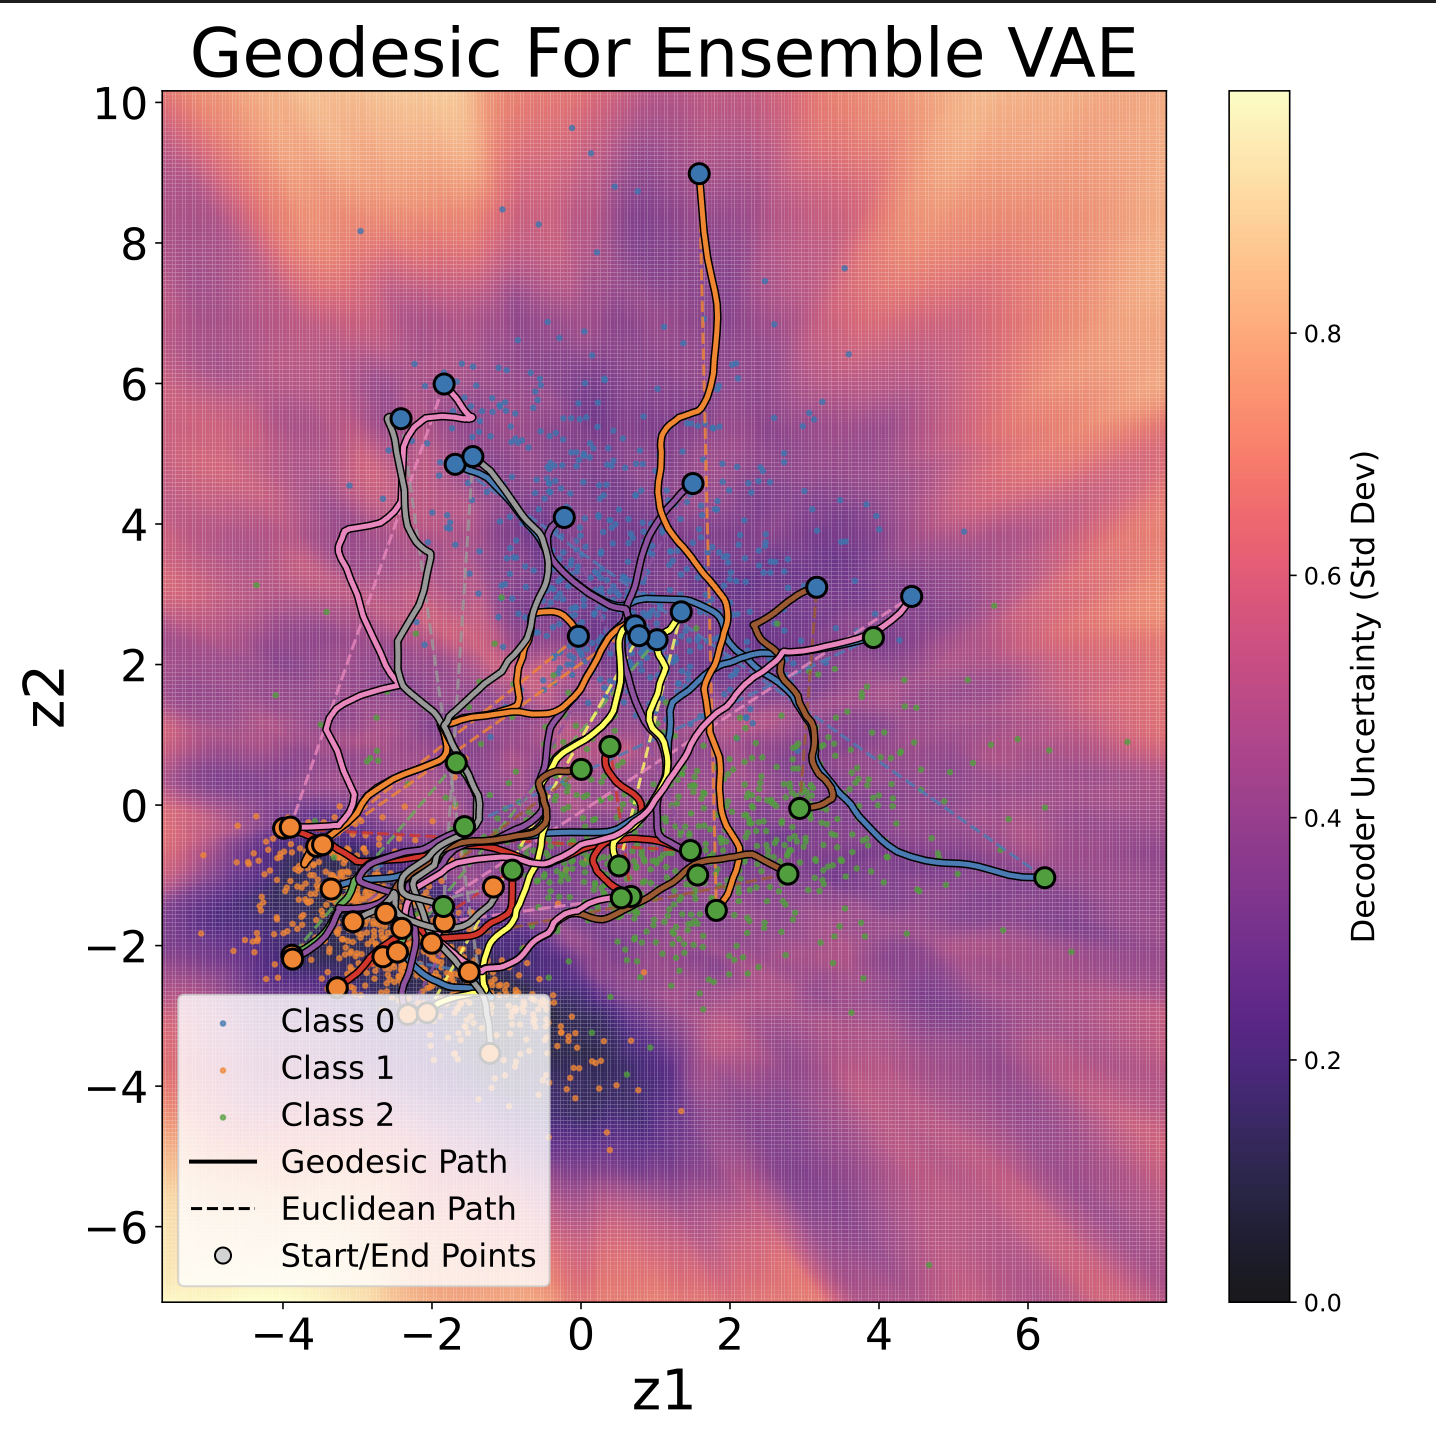 Geodesic For Ensemble VAE
10
8
6
4
2
0
−2
−4
−6
z2
−4
−2
0
2
4
6
z1
Class 0
Class 1
Class 2
Geodesic Path
Euclidean Path
Start/End Points
0.8
0.6
0.4
0.2
0.0
Decoder Uncertainty (Std Dev)